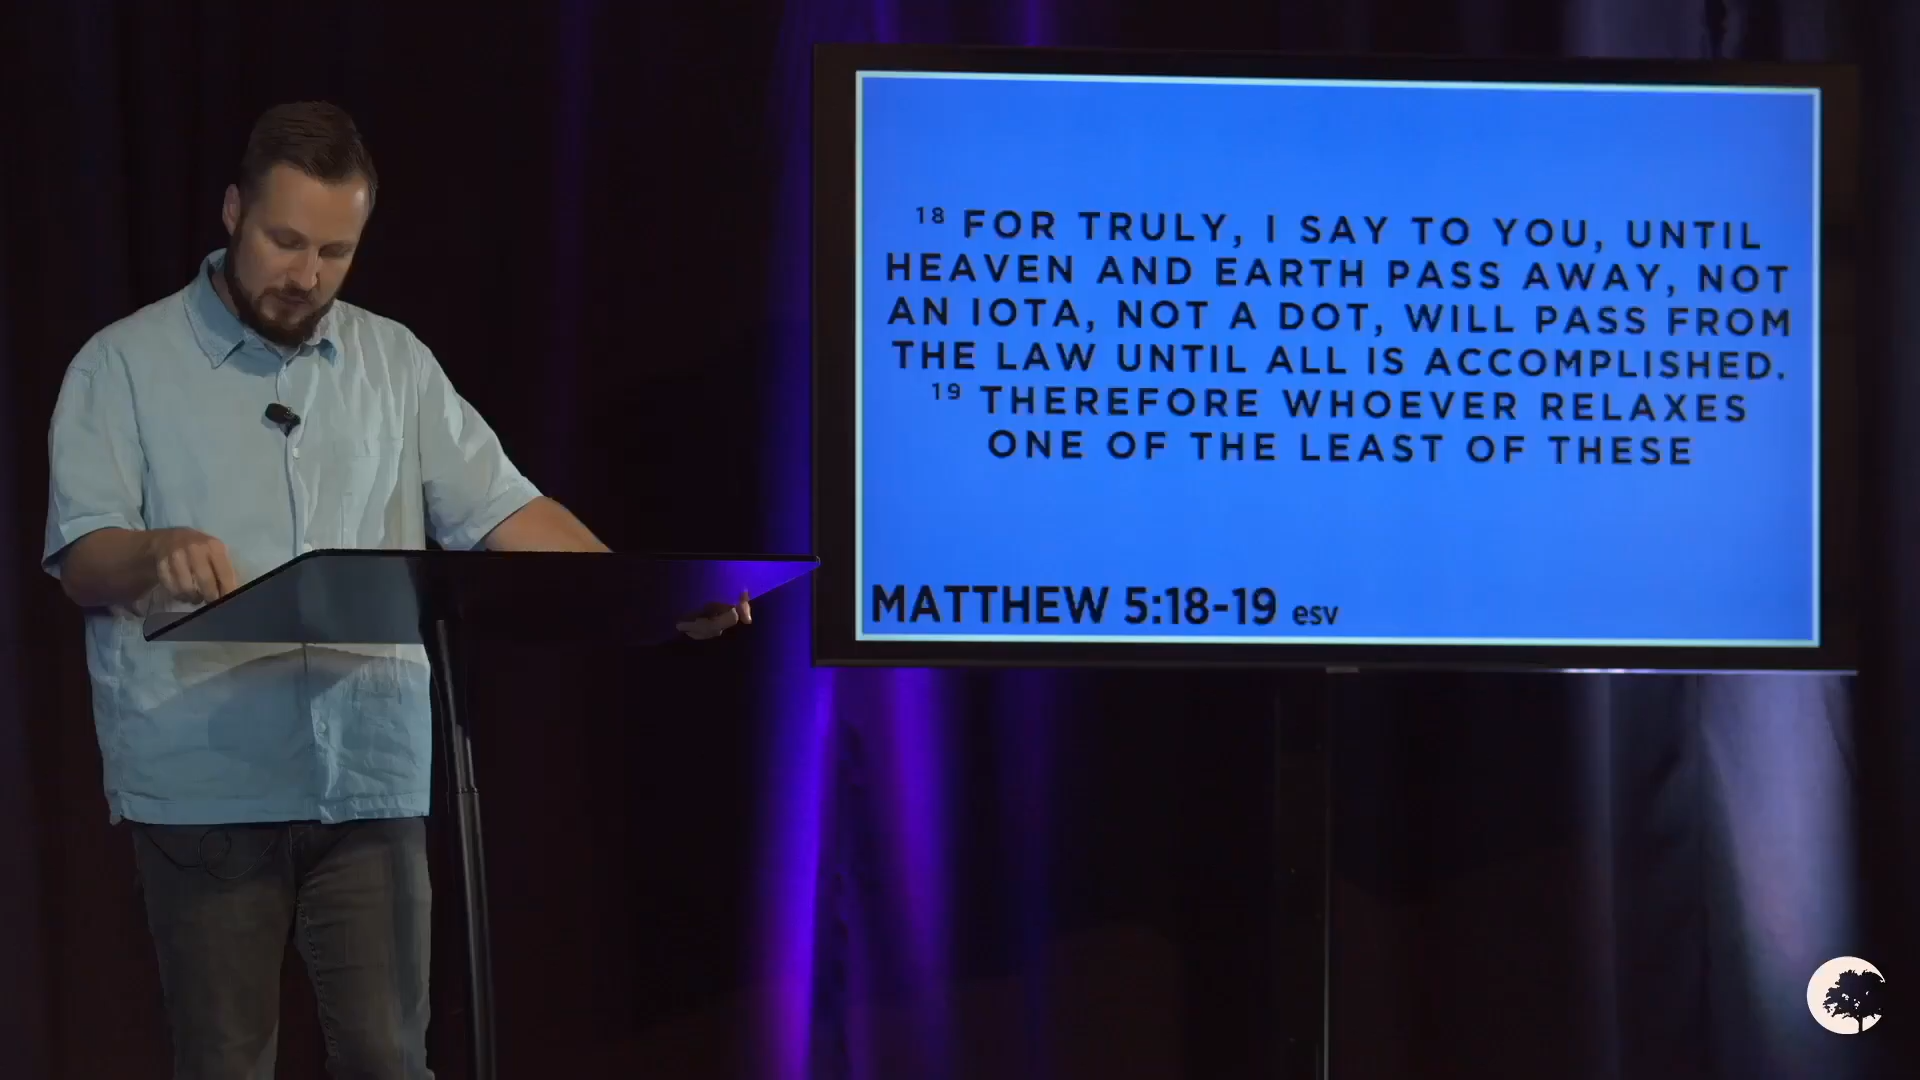 18 FOR TRULY, I SAY TO YOU, UNTIL
HEAVEN AND EARTH PASS AWAY, NOT
AN IOTA, NOT A DOT, WILL PASS FROM
THE LAW UNTIL ALL IS ACCOMPLISHED.
19 THEREFORE WHOEVER RELAXES
ONE OF THE LEAST OF THESE
MATTHEW 5:18-19 esv